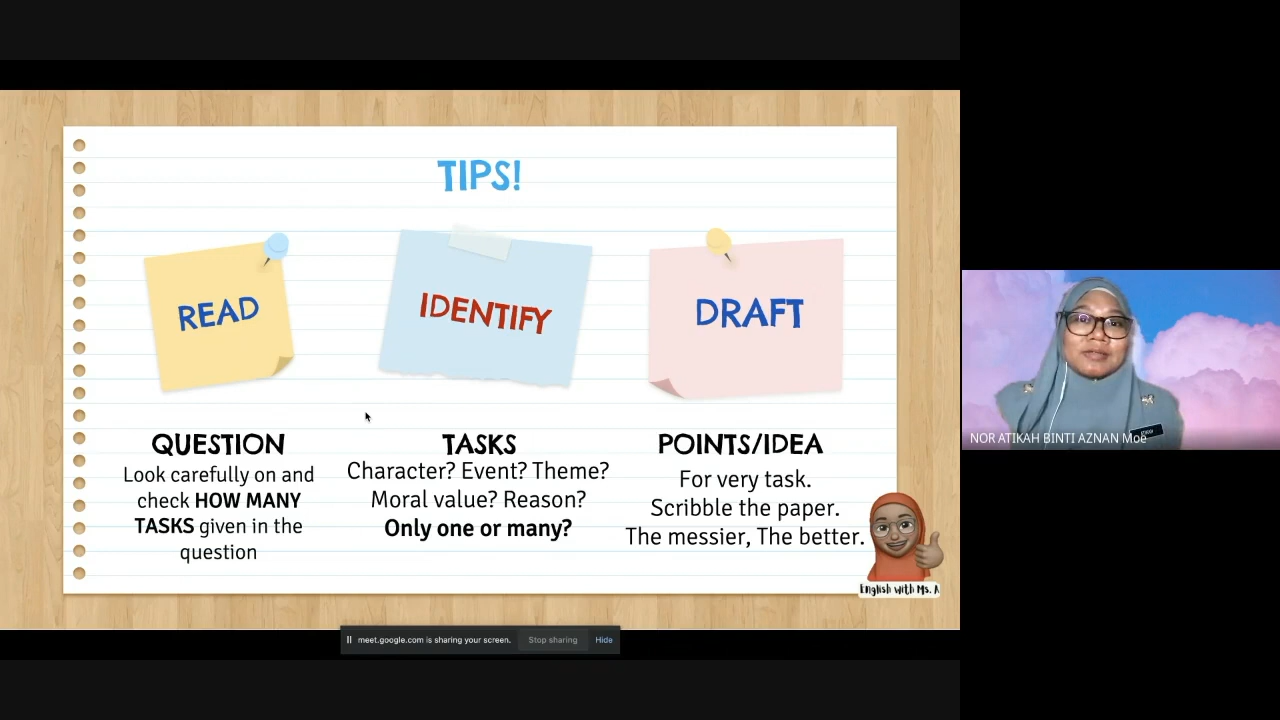 TIPS!
READ
IDENTIFY
DRAFT
QUESTION
Look carefully on and
check HOW MANY
TASKS given in the
question
TASKS
Character? Event? Theme?
Moral value? Reason?
Only one or many?
POINTS/IDEA
For very task.
Scribble the paper.
The messier, The better.
English with Ms. A
NOR ATIKAH BINTI AZNAN Moe
meet.google.com is sharing your screen.
Stop sharing
Hide